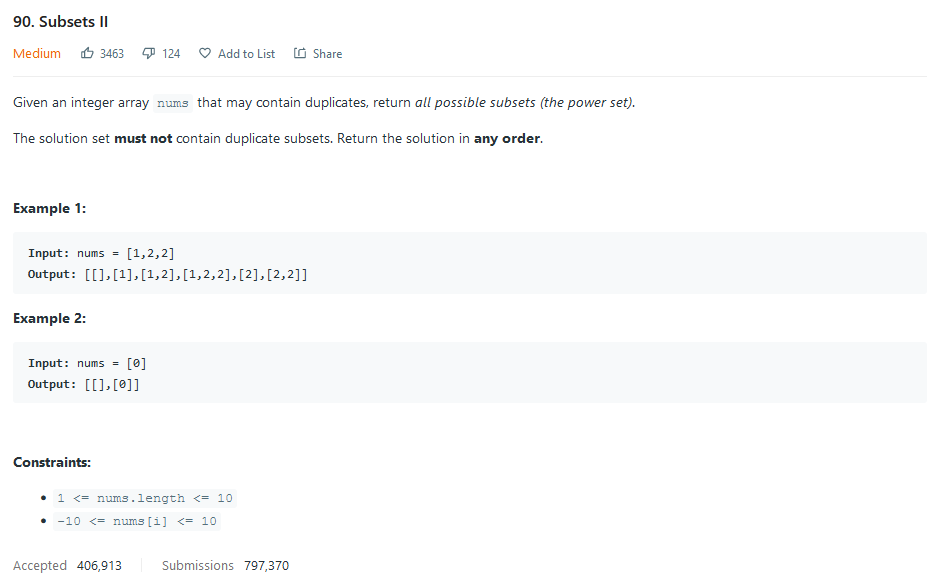 90. Subsets II
Medium 3463 124 Add to List Share
Given an integer array nums that may contain duplicates, return all possible subsets (the power set).
The solution set must not contain duplicate subsets. Return the solution in any order.
Example 1:
Input: nums = [1,2,2]
Output: [[],[1],[1,2],[1,2,2],[2],[2,2]]
Example 2:
Input: nums = [0]
Output: [[],[0]]
Constraints:
• 1 <= nums.length <= 10
• -10 <= nums[i] <= 10
Accepted 406,913 Submissions 797,370